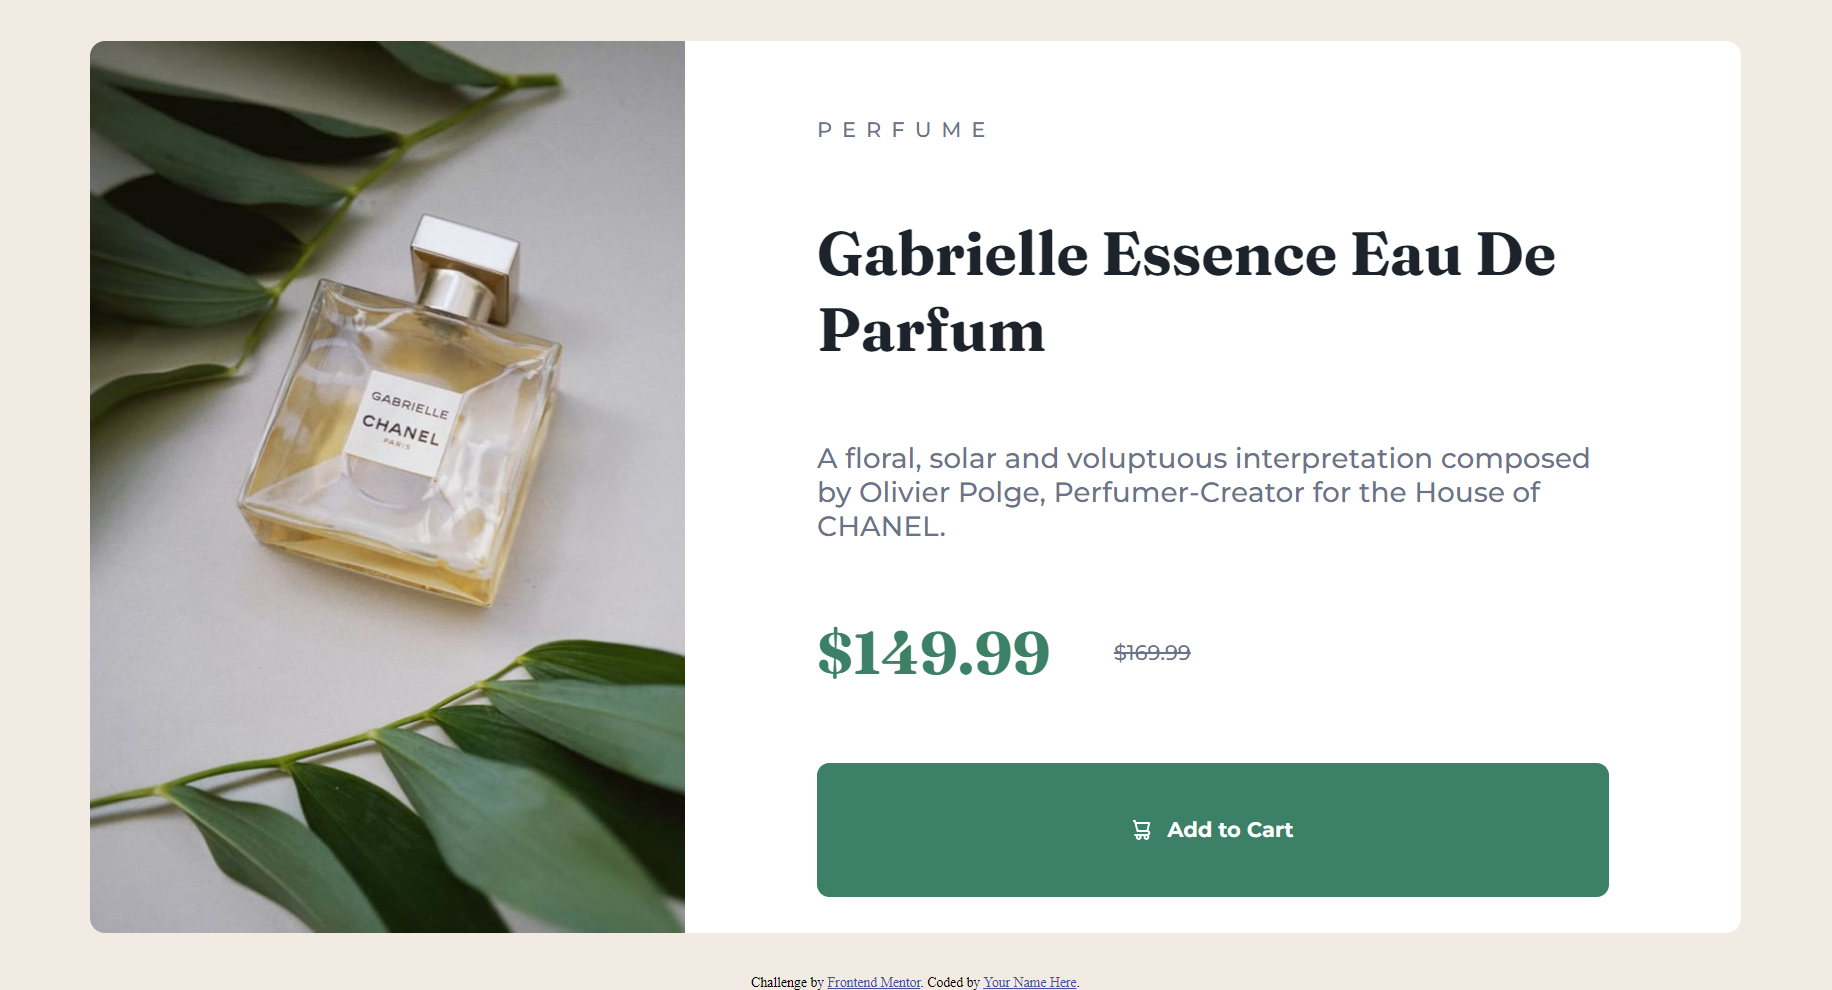 GABRIELLE
CHANEL
PARIS
PERFUME
Gabrielle Essence Eau De
Parfum
A floral, solar and voluptuous interpretation composed
by Olivier Polge, Perfumer-Creator for the House of
CHANEL.
$149.99 $169.99
Add to Cart
Challenge by Frontend Mentor. Coded by Your Name Here.